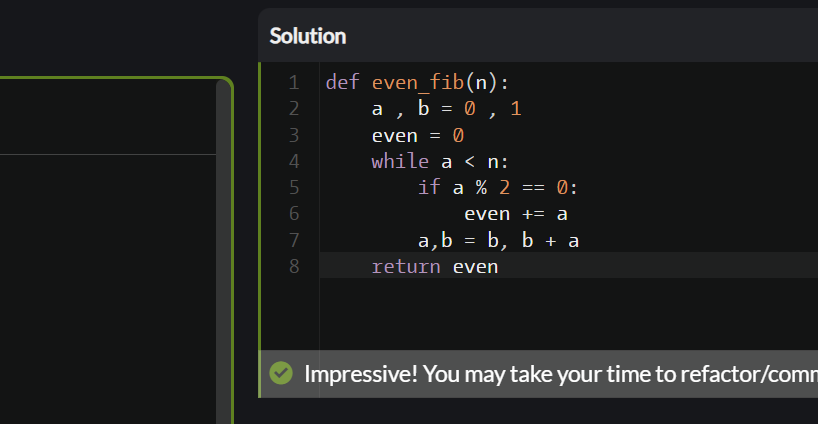 Solution
1 def even_fib(n):
2 a , b = 0 , 1
3 even = 0
4 while a < n:
5 if a % 2 == 0:
6 even += a
7 a,b = b, b + a
8 return even
Impressive! You may take your time to refactor/comm